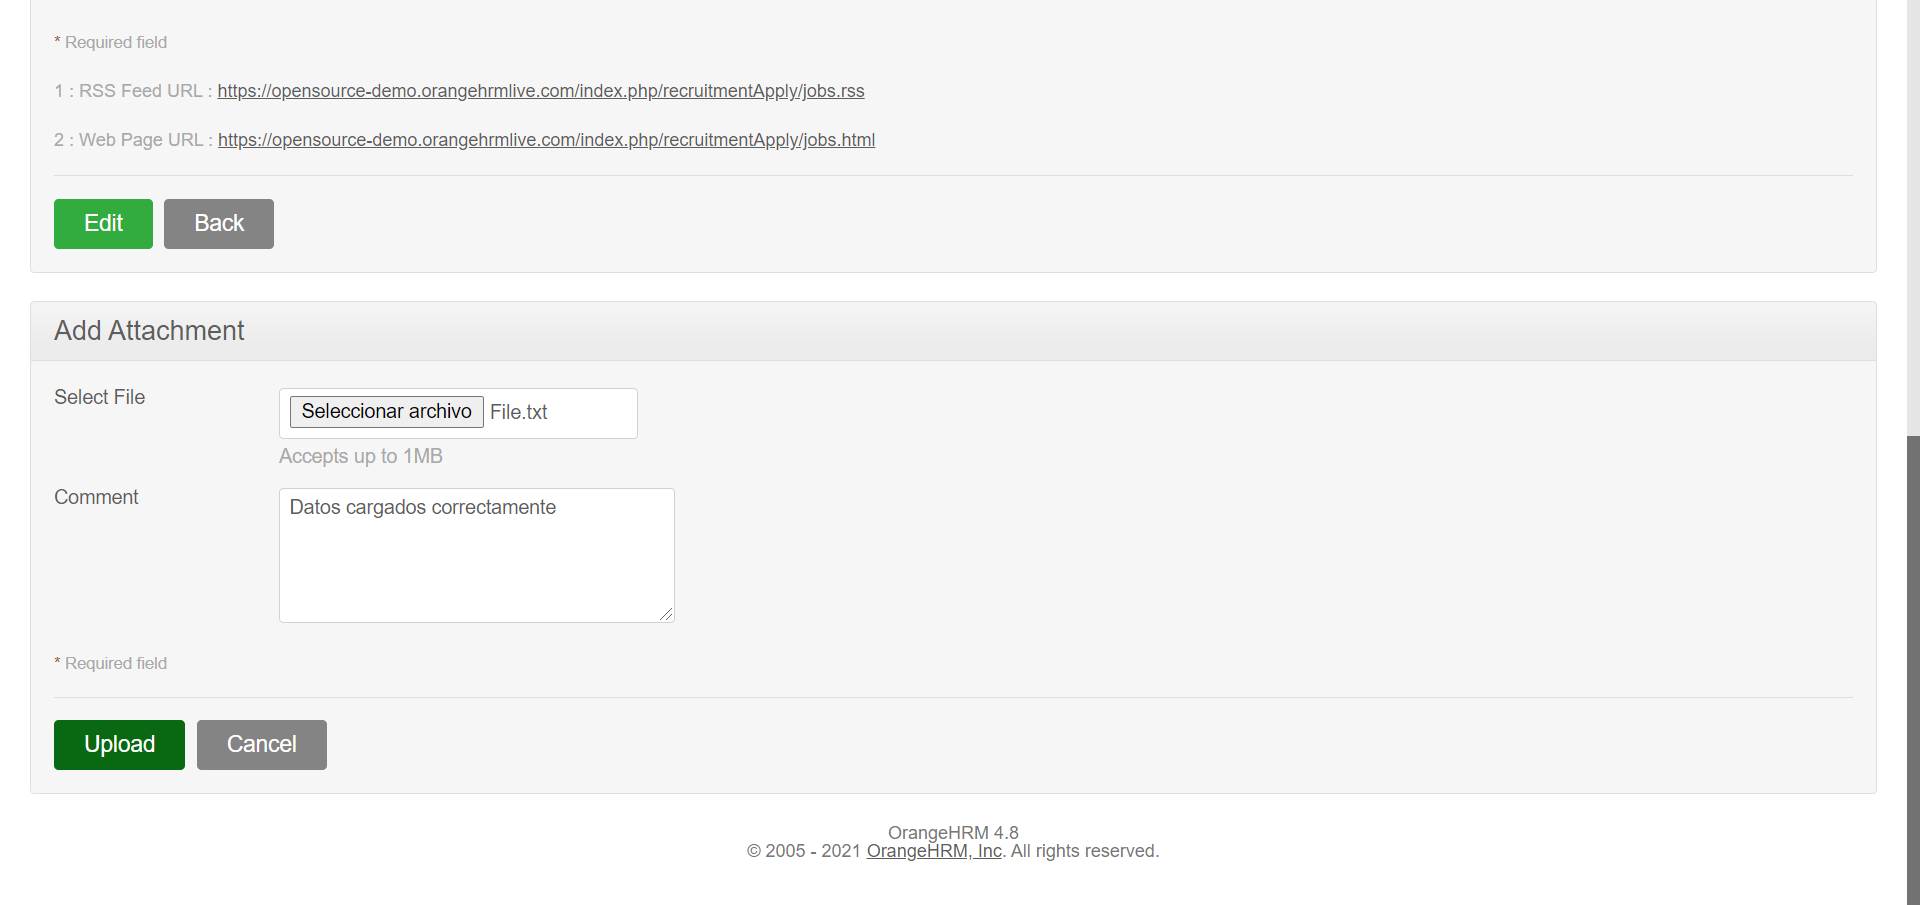 * Required field
1 : RSS Feed URL : https://opensource-demo.orangehrmlive.com/index.php/recruitmentApply/jobs.rss
2 : Web Page URL : https://opensource-demo.orangehrmlive.com/index.php/recruitmentApply/jobs.html
Edit Back
Add Attachment
Select File Seleccionar archivo File.txt
Accepts up to 1MB
Comment Datos cargados correctamente
* Required field
Upload Cancel
OrangeHRM 4.8
© 2005 - 2021 OrangeHRM, Inc. All rights reserved.